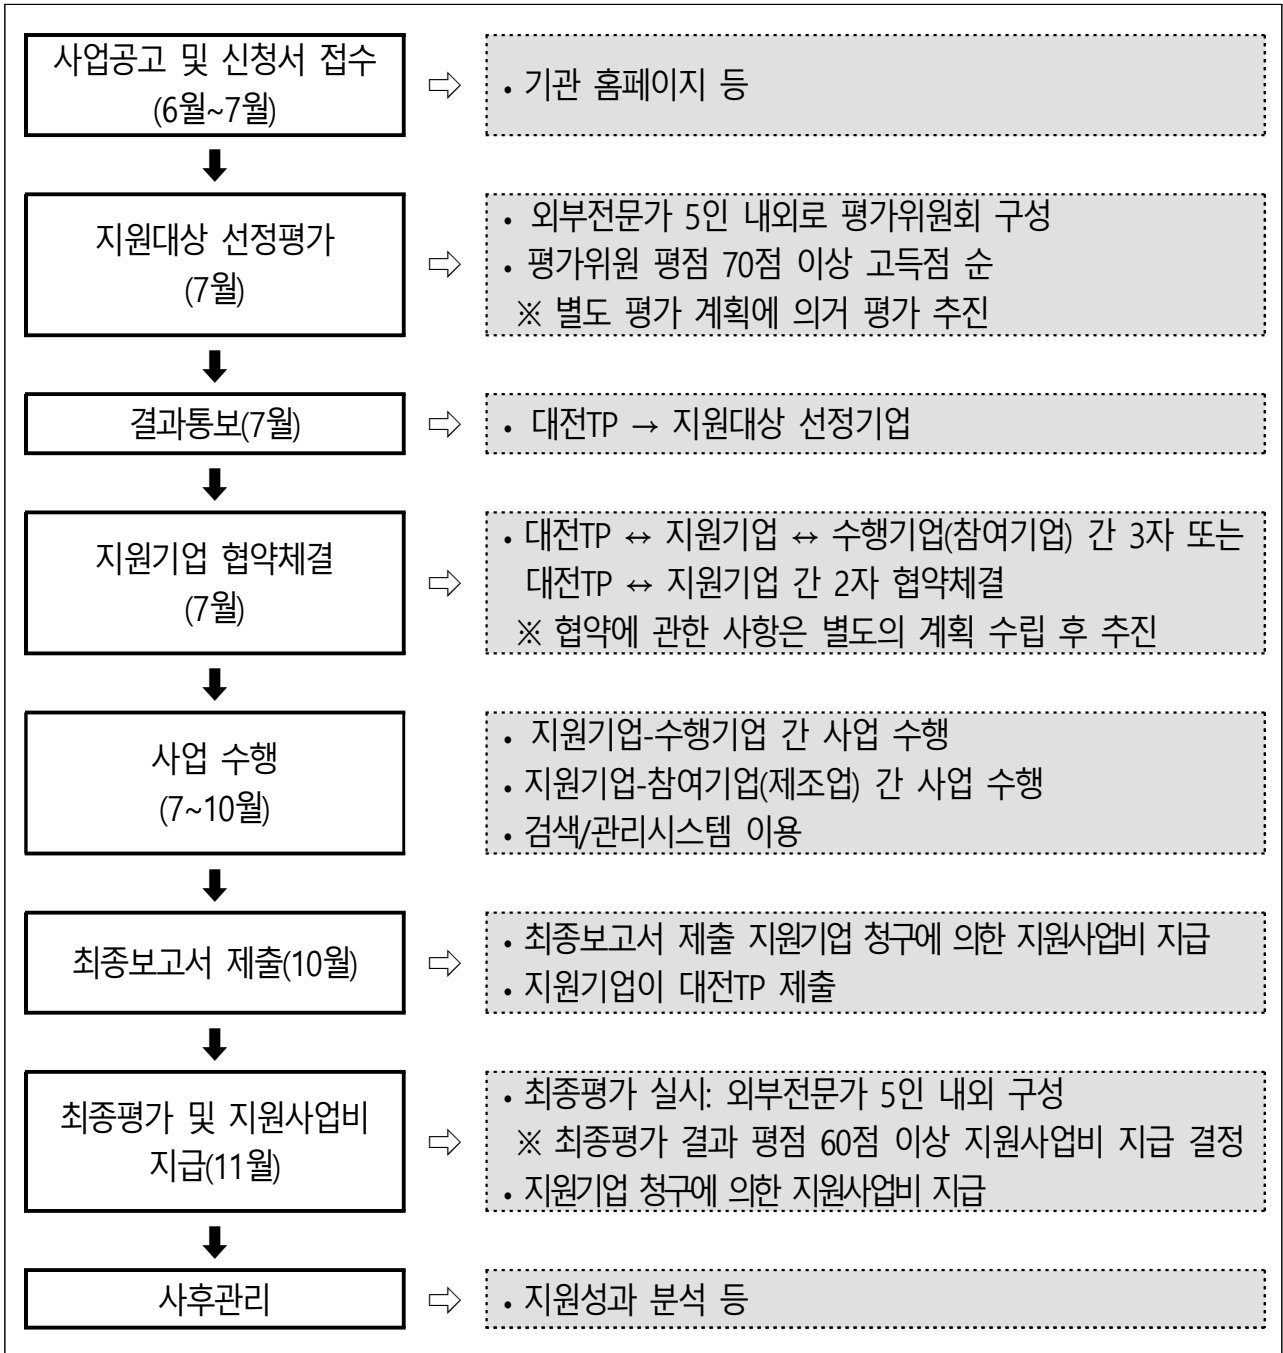 사업공고 및 신청서 접수
(6월~7월)
⇨
• 기관 홈페이지 등
지원대상 선정평가
(7월)
⇨
• 외부전문가 5인 내외로 평가위원회 구성
• 평가위원 평점 70점 이상 고득점 순
※ 별도 평가 계획에 의거 평가 추진
결과통보(7월)
⇨
• 대전TP → 지원대상 선정기업
지원기업 협약체결
(7월)
⇨
• 대전TP ↔ 지원기업 ↔ 수행기업(참여기업) 간 3자 또는
대전TP ↔ 지원기업 간 2자 협약체결
※ 협약에 관한 사항은 별도의 계획 수립 후 추진
사업 수행
(7~10월)
• 지원기업-수행기업 간 사업 수행
• 지원기업-참여기업(제조업) 간 사업 수행
• 검색/관리시스템 이용
최종보고서 제출(10월)
⇨
• 최종보고서 제출 지원기업 청구에 의한 지원사업비 지급
• 지원기업이 대전TP 제출
최종평가 및 지원사업비
지급(11월)
⇨
• 최종평가 실시: 외부전문가 5인 내외 구성
※ 최종평가 결과 평점 60점 이상 지원사업비 지급 결정
• 지원기업 청구에 의한 지원사업비 지급
사후관리
⇨
• 지원성과 분석 등